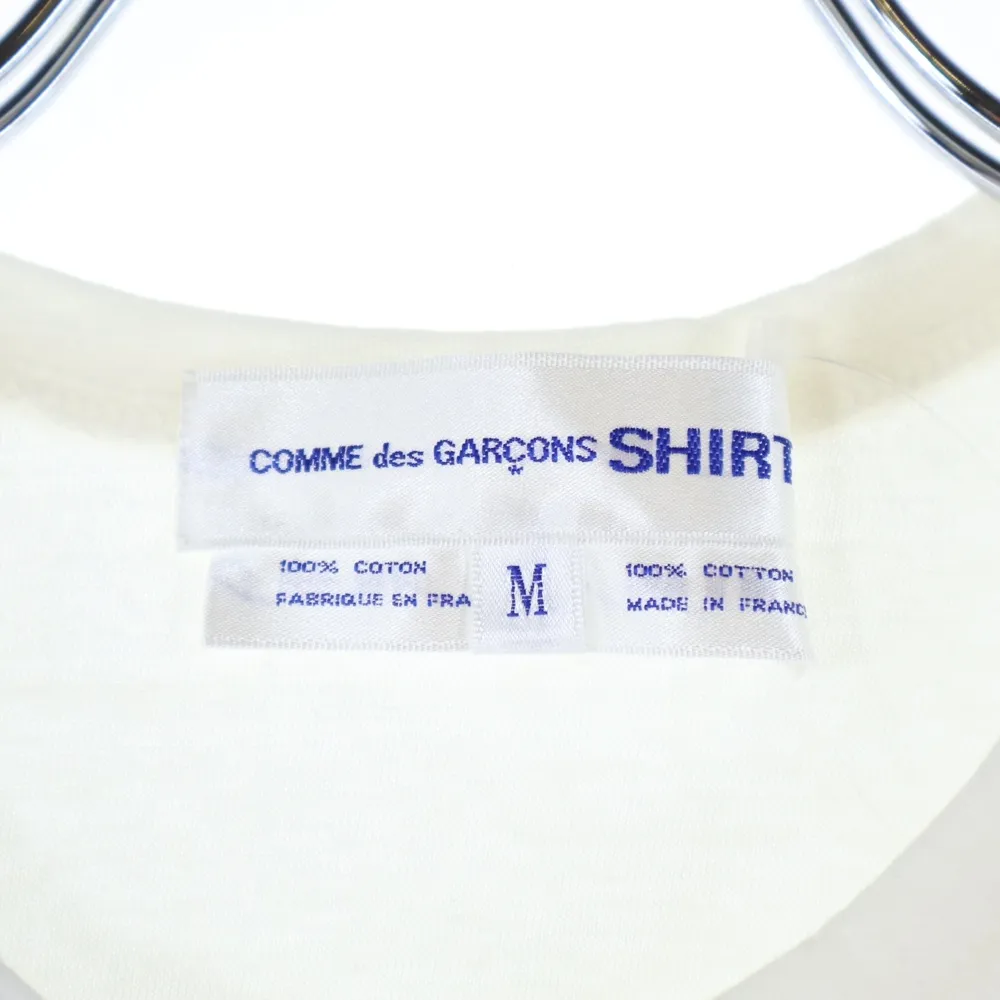 COMME des GARÇONS SHIRT
100% COTON
FABRIQUE EN FRA
M
100% COTTON
MADE IN FRANC